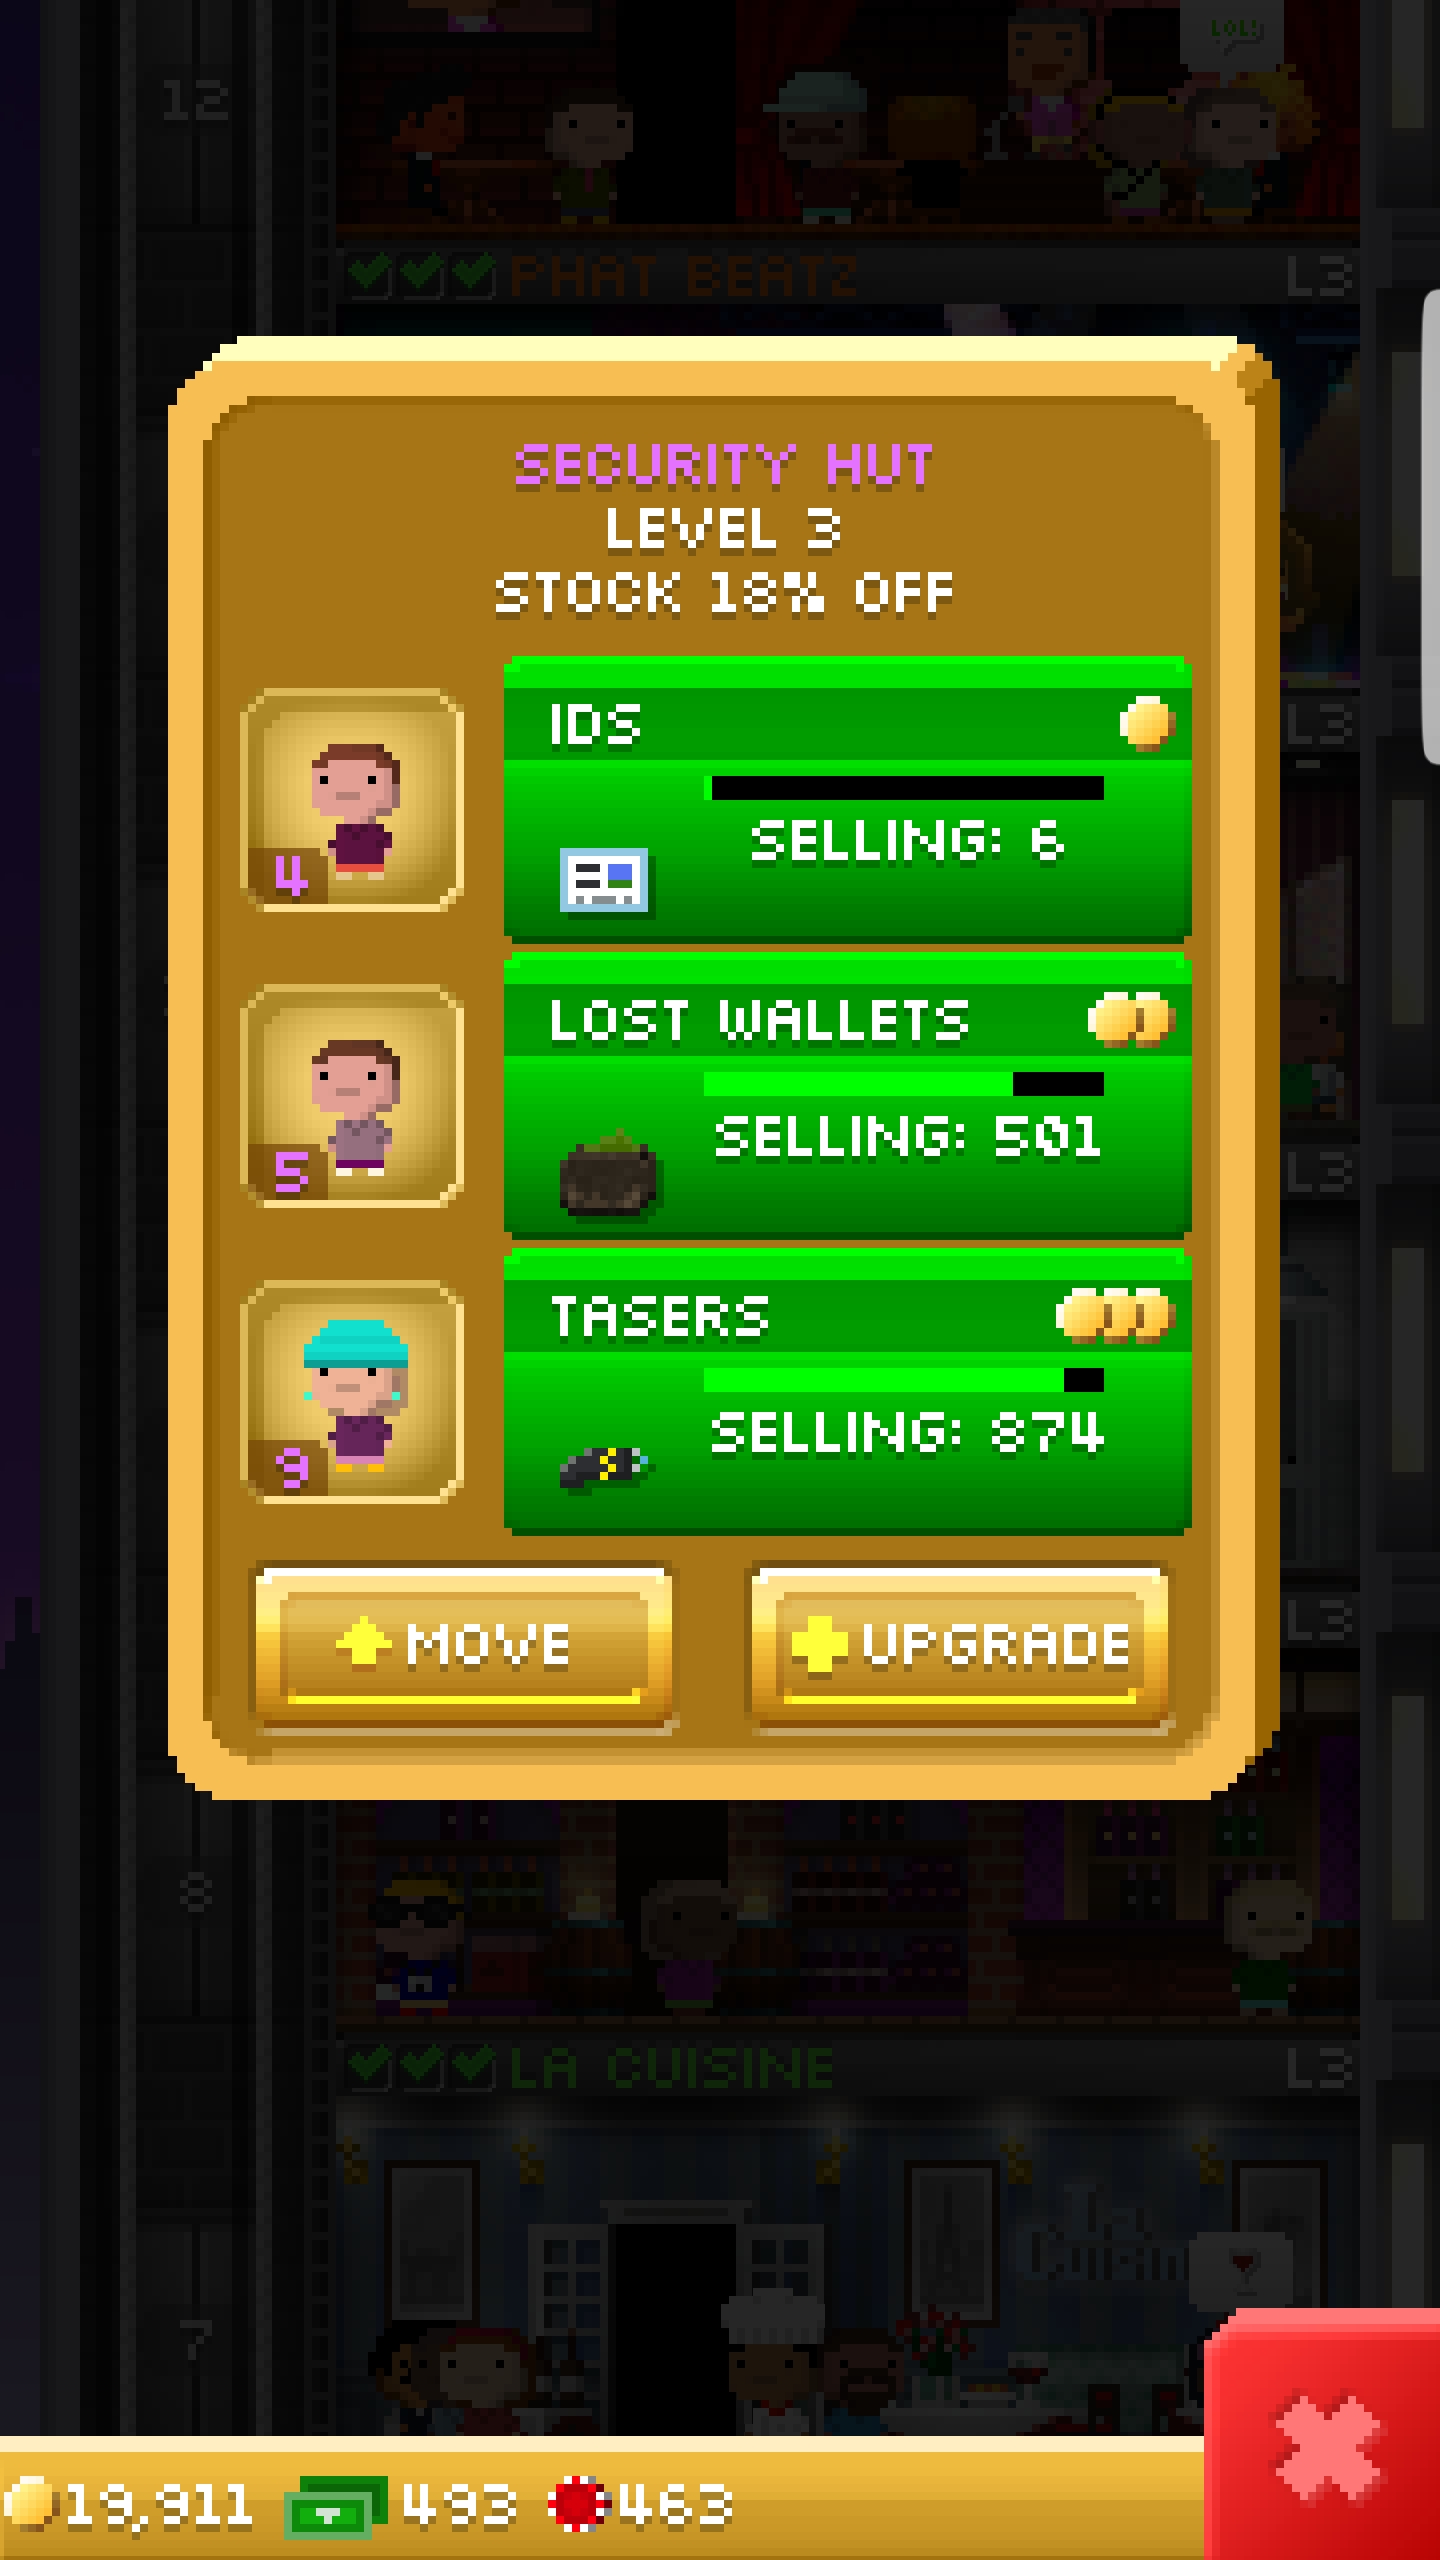 LOL!
12
PHAT BEATZ
L3
SECURITY HUT
LEVEL 3
STOCK 18% OFF
IDS
SELLING: 6
4
L3
LOST WALLETS
SELLING: 501
5
L3
TASERS
SELLING: 874
9
MOVE
UPGRADE
L3
8
LA CUISINE
L3
7
19,911
493
463